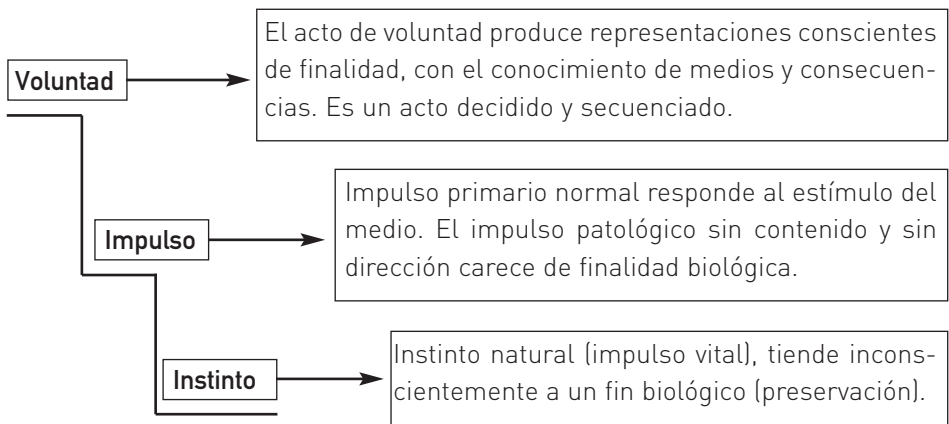 Voluntad
El acto de voluntad produce representaciones conscientes
de finalidad, con el conocimiento de medios y consecuen-
cias. Es un acto decidido y secuenciado.
Impulso
Impulso primario normal responde al estímulo del
medio. El impulso patológico sin contenido y sin
dirección carece de finalidad biológica.
Instinto
Instinto natural (impulso vital), tiende incons-
cientemente a un fin biológico (preservación).